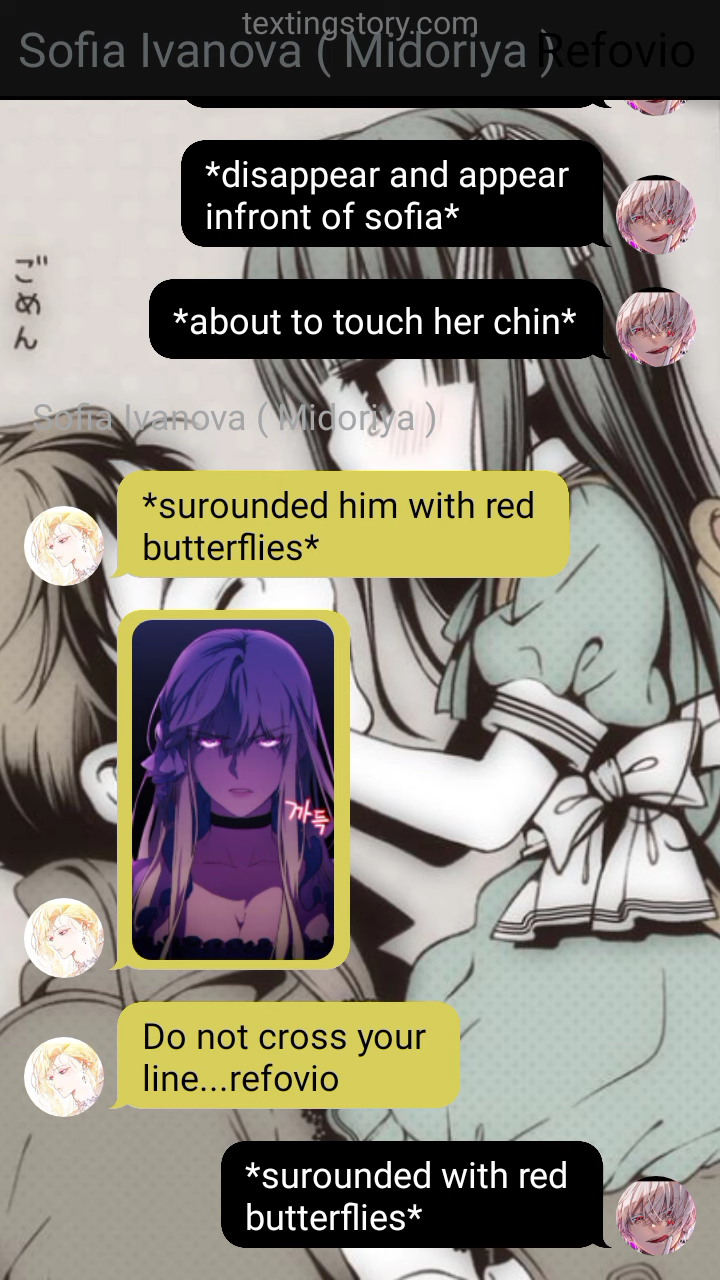 textingstory.com
Sofia Ivanova ( Midoriya )
Refovio
*disappear and appear
infront of sofia*
ごめん
*about to touch her chin*
Sofia Ivanova ( Midoriya )
*surounded him with red
butterflies*
까득
Do not cross your
line...refovio
*surounded with red
butterflies*